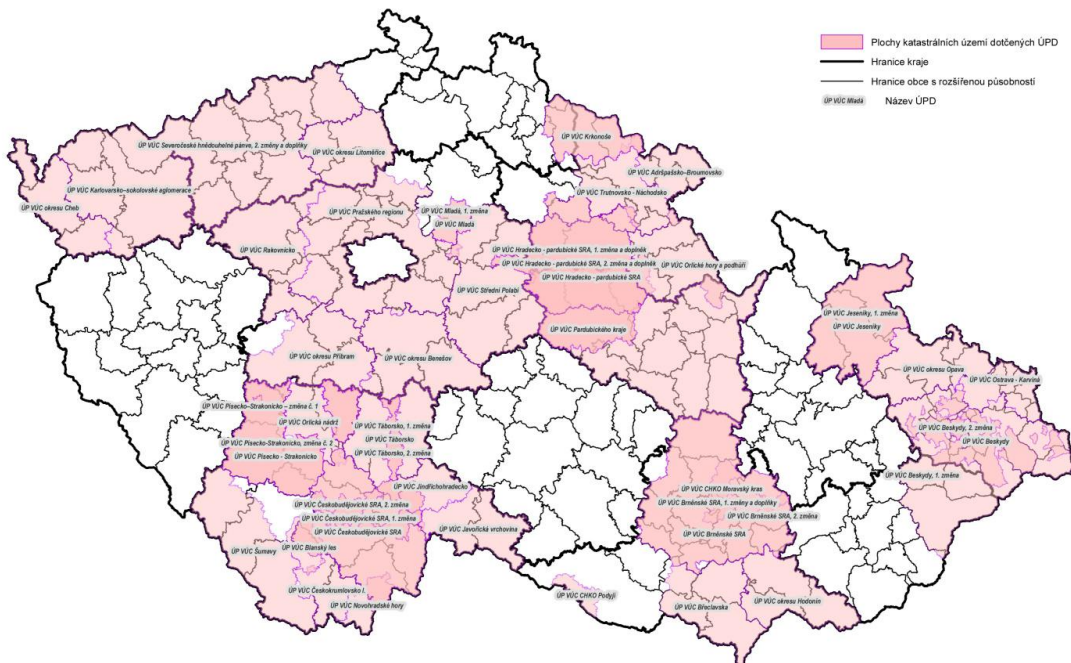 Plochy katastrálních území dotčených ÚPD
Hranice kraje
Hranice obce s rozšířenou působností
ÚP VÚC Mladá
Název ÚPD
ÚP VÚC Krkonoše
ÚP VÚC Severočeské hnědouhelné pánve, 2. změny a doplňky
ÚP VÚC okresu Litoměřice
ÚP VÚC Adršpašsko–Broumovsko
ÚP VÚC Karlovarsko–sokolovské aglomerace
ÚP VÚC Trutnovsko - Náchodsko
ÚP VÚC okresu Cheb
ÚP VÚC Pražského regionu
ÚP VÚC Mladá, 1. změna
ÚP VÚC Mladá
ÚP VÚC Rakovnicko
ÚP VÚC Hradecko - pardubické SRA, 1. změna a doplněk
ÚP VÚC Hradecko - pardubické SRA, 2. změna a doplněk
ÚP VÚC Orlické hory a podhůří
ÚP VÚC Hradecko - pardubické SRA
ÚP VÚC Střední Polabí
ÚP VÚC Jeseníky, 1. změna
ÚP VÚC Jeseníky
ÚP VÚC Pardubického kraje
ÚP VÚC okresu Příbram
ÚP VÚC okresu Benešov
ÚP VÚC okresu Opava
ÚP VÚC Ostrava - Karviná
ÚP VÚC Písecko–Strakonicko – změna č. 1
ÚP VÚC Orlická nádrž
ÚP VÚC Táborsko, 1. změna
ÚP VÚC Beskydy, 2. změna
ÚP VÚC Písecko-Strakonicko, změna č. 2
ÚP VÚC Táborsko
ÚP VÚC Beskydy
ÚP VÚC Písecko - Strakonicko
ÚP VÚC Táborsko, 2. změna
ÚP VÚC Beskydy, 1. změna
ÚP VÚC Jindřichohradecko
ÚP VÚC CHKO Moravský kras
ÚP VÚC Českobudějovické SRA, 2. změna
ÚP VÚC Brněnské SRA, 1. změny a doplňky
ÚP VÚC Českobudějovické SRA, 1. změna
ÚP VÚC Brněnské SRA, 2. změna
ÚP VÚC Českobudějovické SRA
ÚP VÚC Javořická vrchovina
ÚP VÚC Brněnské SRA
ÚP VÚC Šumavy
ÚP VÚC Blanský les
ÚP VÚC Českokrumlovsko I.
ÚP VÚC CHKO Podyjí
ÚP VÚC Novohradské hory
ÚP VÚC Břeclavska
ÚP VÚC okresu Hodonín